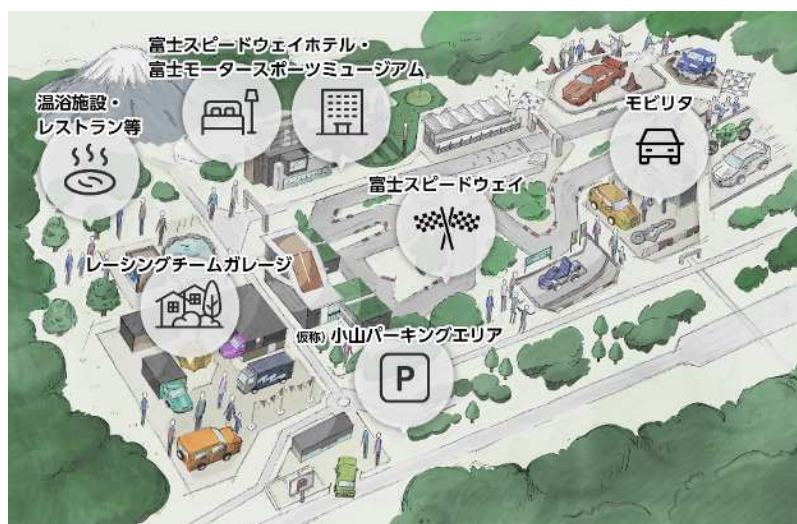 富士スピードウェイホテル・
富士モータースポーツミュージアム
温浴施設・
レストラン等
モビリタ
富士スピードウェイ
レーシングチームガレージ
仮称) 小山パーキングエリア
P